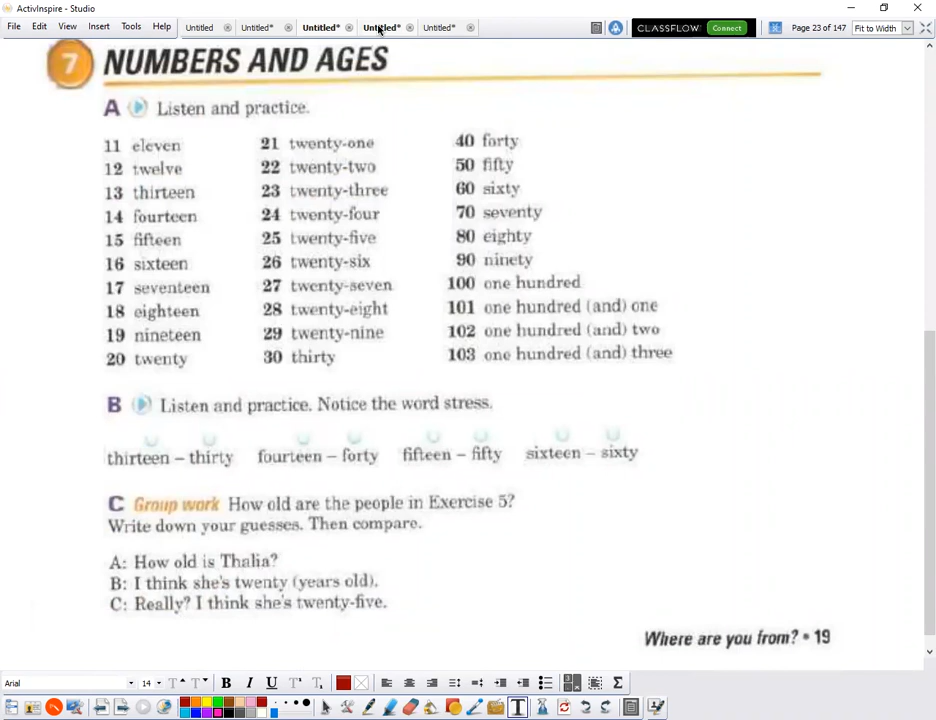 ActivInspire - Studio
File Edit View Insert Tools Help Untitled Untitled* Untitled* Untitled* Untitled* CLASSFLOW Connect Page 23 of 147 Fit to Width
7 NUMBERS AND AGES
A Listen and practice.
11 eleven 21 twenty-one 40 forty
12 twelve 22 twenty-two 50 fifty
13 thirteen 23 twenty-three 60 sixty
14 fourteen 24 twenty-four 70 seventy
15 fifteen 25 twenty-five 80 eighty
16 sixteen 26 twenty-six 90 ninety
17 seventeen 27 twenty-seven 100 one hundred
18 eighteen 28 twenty-eight 101 one hundred (and) one
19 nineteen 29 twenty-nine 102 one hundred (and) two
20 twenty 30 thirty 103 one hundred (and) three
B Listen and practice. Notice the word stress.
thirteen – thirty fourteen – forty fifteen – fifty sixteen – sixty
C Group work How old are the people in Exercise 5?
Write down your guesses. Then compare.
A: How old is Thalia?
B: I think she's twenty (years old).
C: Really? I think she's twenty-five.
Where are you from? • 19
Arial 14 T T B I U T T Σ
T